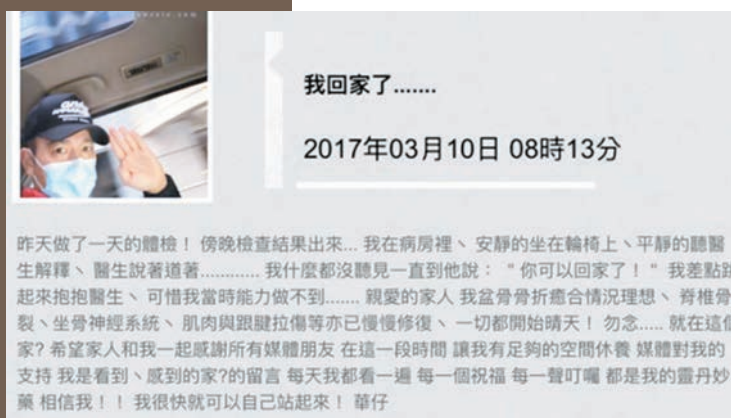 我回家了.......
2017年03月10日 08時13分
昨天做了一天的體檢！ 傍晚檢查結果出來... 我在病房裡、 安靜的坐在輪椅上、平靜的聽醫
生解釋、 醫生說著道著............ 我什麼都沒聽見一直到他說： “ 你可以回家了！ ” 我差點跳
起來抱抱醫生、 可惜我當時能力做不到....... 親愛的家人 我盆骨骨折癒合情況理想、 脊椎骨
裂、坐骨神經系統、 肌肉與跟腱拉傷等亦已慢慢修復、 一切都開始晴天！ 勿念..... 就在這個
家? 希望家人和我一起感謝所有媒體朋友 在這一段時間 讓我有足夠的空間休養 媒體對我的
支持 我是看到、感到的家?的留言 每天我都看一遍 每一個祝福 每一聲叮囑 都是我的靈丹妙
藥 相信我！！ 我很快就可以自己站起來！ 華仔